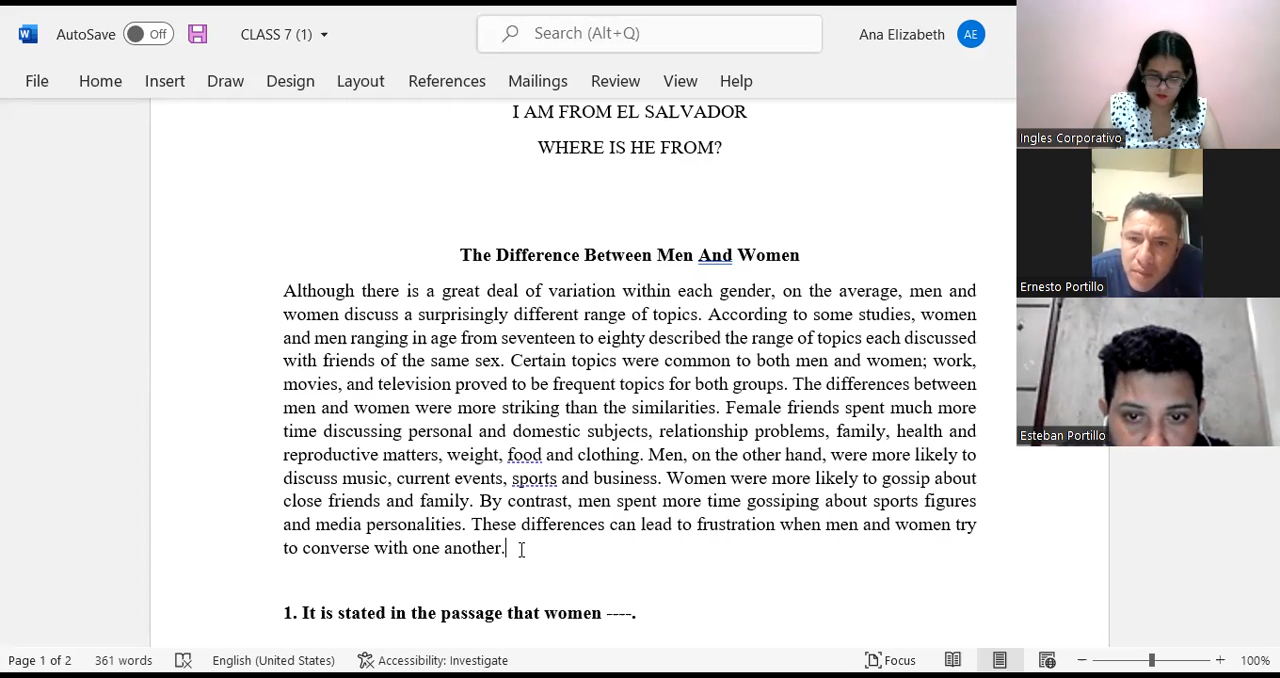 AutoSave Off CLASS 7 (1) Search (Alt+Q) Ana Elizabeth AE
File Home Insert Draw Design Layout References Mailings Review View Help
I AM FROM EL SALVADOR
WHERE IS HE FROM?
The Difference Between Men And Women
Although there is a great deal of variation within each gender, on the average, men and
women discuss a surprisingly different range of topics. According to some studies, women
and men ranging in age from seventeen to eighty described the range of topics each discussed
with friends of the same sex. Certain topics were common to both men and women; work,
movies, and television proved to be frequent topics for both groups. The differences between
men and women were more striking than the similarities. Female friends spent much more
time discussing personal and domestic subjects, relationship problems, family, health and
reproductive matters, weight, food and clothing. Men, on the other hand, were more likely to
discuss music, current events, sports and business. Women were more likely to gossip about
close friends and family. By contrast, men spent more time gossiping about sports figures
and media personalities. These differences can lead to frustration when men and women try
to converse with one another.
1. It is stated in the passage that women ----.
Page 1 of 2 361 words English (United States) Accessibility: Investigate Focus 100%
Ingles Corporativo
Ernesto Portillo
Esteban Portillo